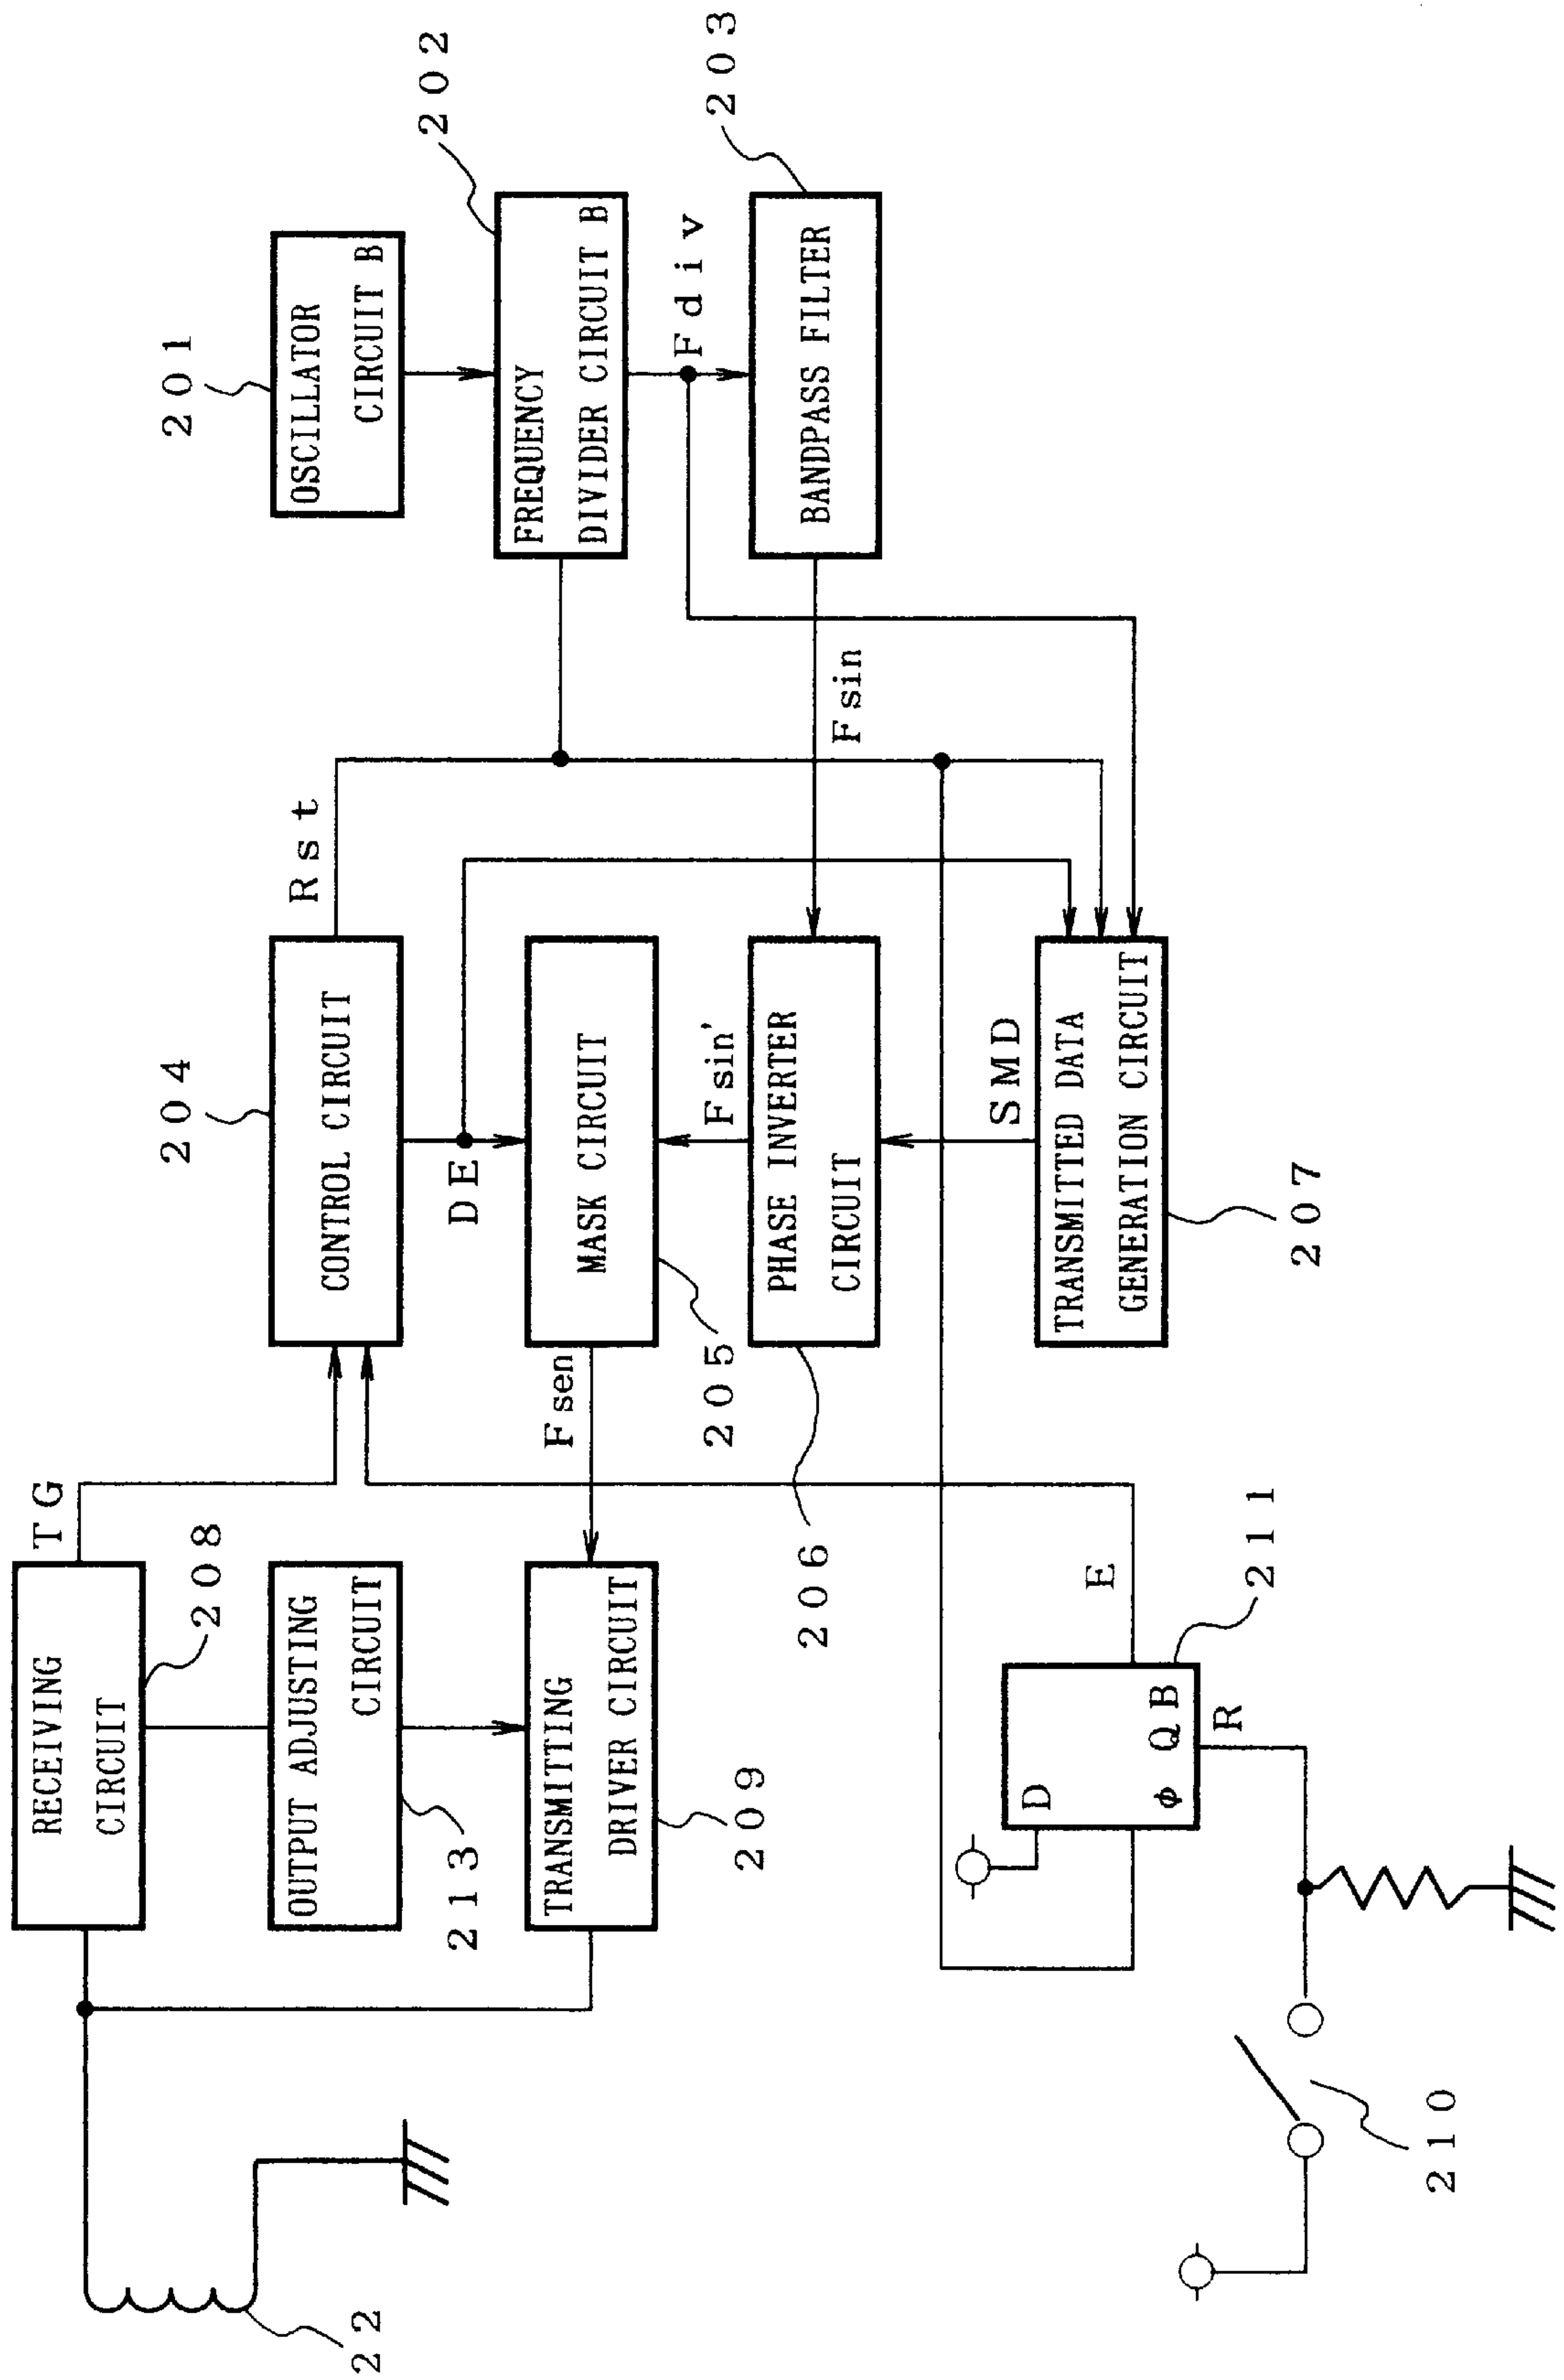 22
RECEIVING
CIRCUIT
208
TG
OUTPUT ADJUSTING
CIRCUIT
213
TRANSMITTING
DRIVER CIRCUIT
209
Fsen
204
CONTROL CIRCUIT
Rst
DE
MASK CIRCUIT
205
Fsin'
PHASE INVERTER
CIRCUIT
206
SMD
TRANSMITTED DATA
GENERATION CIRCUIT
207
201
OSCILLATOR
CIRCUIT B
202
FREQUENCY
DIVIDER CIRCUIT B
Fdiv
203
BANDPASS FILTER
Fsin
D
φ QB
R
E
211
210